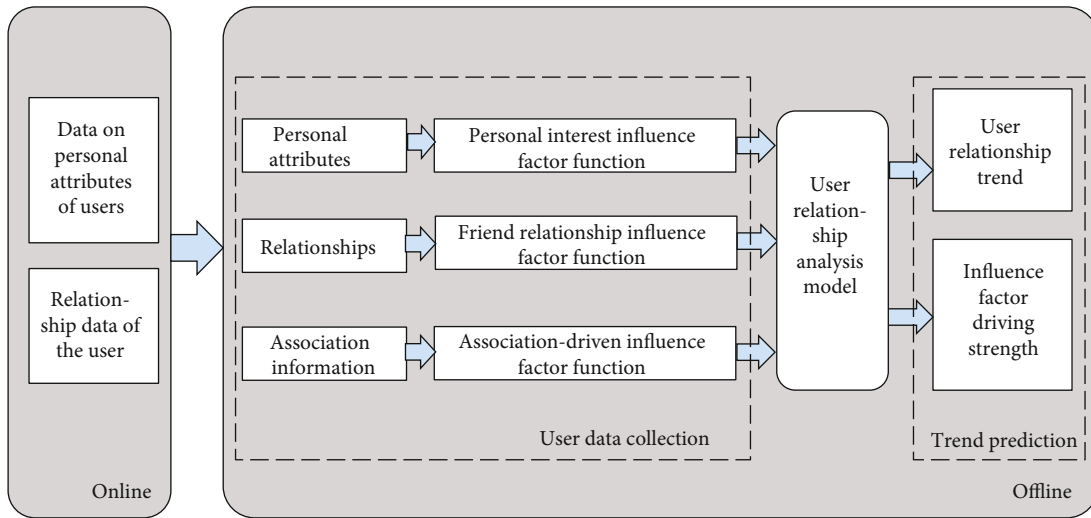 Data on
personal
attributes
of users
Relation-
ship data of
the user
Online
Personal
attributes
Personal interest influence
factor function
Relationships
Friend relationship influence
factor function
Association
information
Association-driven influence
factor function
User data collection
User
relation-
ship
analysis
model
User
relationship
trend
Influence
factor
driving
strength
Trend prediction
Offline